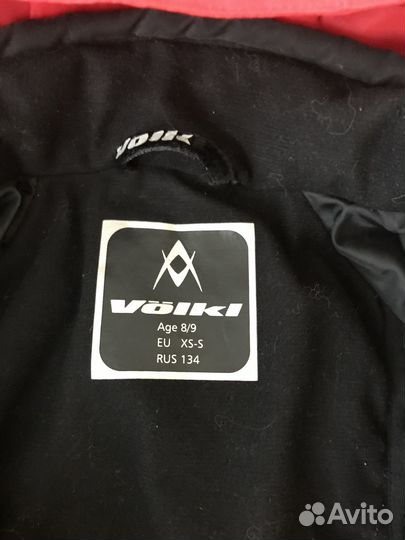 völkl
Völkl
Age 8/9
EU XS-S
RUS 134
Avito